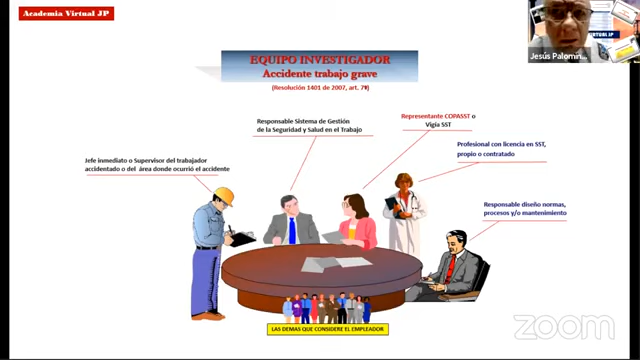 Academia Virtual JP
VIRTUAL JP
Jesús Palomin...
EQUIPO INVESTIGADOR
Accidente trabajo grave
(Resolución 1401 de 2007, art. 7º)
Responsable Sistema de Gestión
de la Seguridad y Salud en el Trabajo
Representante COPASST o
Vigía SST
Profesional con licencia en SST,
propio o contratado
Jefe inmediato o Supervisor del trabajador
accidentado o del área donde ocurrió el accidente
Responsable diseño normas,
procesos y/o mantenimiento
LAS DEMAS QUE CONSIDERE EL EMPLEADOR
zoom